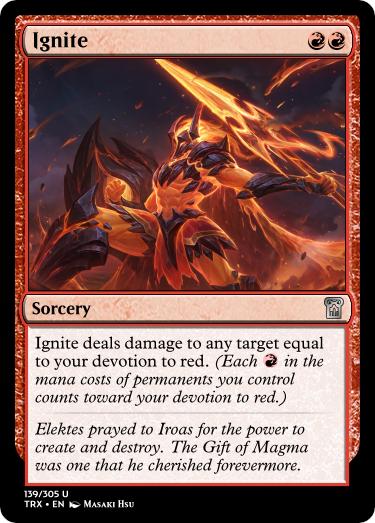 Ignite
Sorcery
Ignite deals damage to any target equal
to your devotion to red. (Each in the
mana costs of permanents you control
counts toward your devotion to red.)
Elektes prayed to Iroas for the power to
create and destroy. The Gift of Magma
was one that he cherished forevermore.
139/305 U
TRX • EN Masaki Hsu